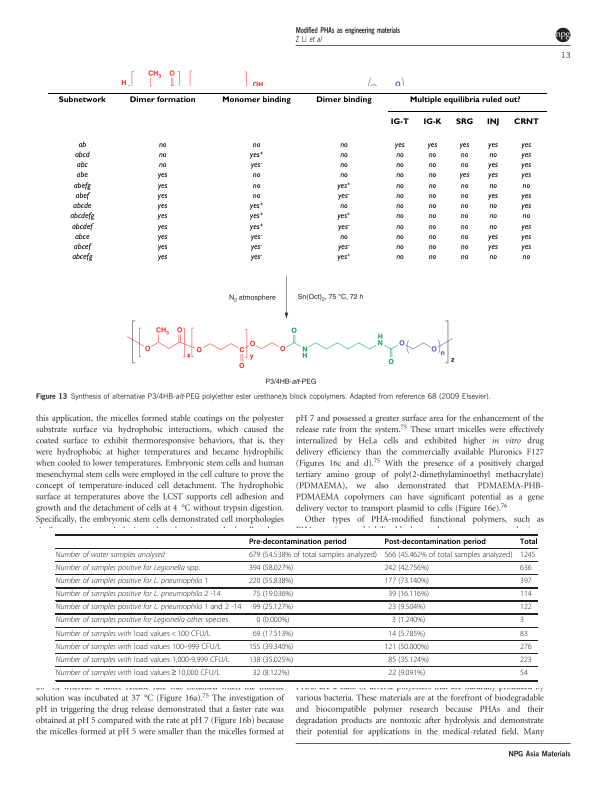 Modified PHAs as engineering materials
Z Li et al
npg
13
H CH3 O OH O
Subnetwork Dimer formation Monomer binding Dimer binding Multiple equilibria ruled out?
IG-T IG-K SRG INJ CRNT
ab no no no yes yes yes yes yes
abcd no yes+ no no no no no yes
abc no yes- no no no no yes yes
abe yes no no no no yes yes yes
abefg yes no yes+ no no no no no
abef yes no yes- no no no yes yes
abcde yes yes+ no no no no no yes
abcdefg yes yes+ yes+ no no no no no
abcdef yes yes+ yes- no no no no yes
abce yes yes- no no no no yes yes
abcef yes yes- yes- no no no yes yes
abcefg yes yes- yes+ no no no no no
N2 atmosphere Sn(Oct)2, 75 °C, 72 h
CH3 O O H
O x O C y O O N H N O O n O z
O O
P3/4HB-alt-PEG
Figure 13 Synthesis of alternative P3/4HB-alt-PEG poly(ether ester urethane)s block copolymers. Adapted from reference 68 (2009 Elsevier).
this application, the micelles formed stable coatings on the polyester
substrate surface via hydrophobic interactions, which caused the
coated surface to exhibit thermoresponsive behaviors, that is, they
were hydrophobic at higher temperatures and became hydrophilic
when cooled to lower temperatures. Embryonic stem cells and human
mesenchymal stem cells were employed in the cell culture to prove the
concept of temperature-induced cell detachment. The hydrophobic
surface at temperatures above the LCST supports cell adhesion and
growth and the detachment of cells at 4 °C without trypsin digestion.
Specifically, the embryonic stem cells demonstrated cell morphologies
pH 7 and possessed a greater surface area for the enhancement of the
release rate from the system.75 These smart micelles were effectively
internalized by HeLa cells and exhibited higher in vitro drug
delivery efficiency than the commercially available Pluronics F127
(Figures 16c and d).75 With the presence of a positively charged
tertiary amino group of poly(2-dimethylaminoethyl methacrylate)
(PDMAEMA), we also demonstrated that PDMAEMA-PHB-
PDMAEMA copolymers can have significant potential as a gene
delivery vector to transport plasmid to cells (Figure 16e).76
Other types of PHA-modified functional polymers, such as
Pre-decontamination period Post-decontamination period Total
Number of water samples analysed 679 (54.538% of total samples analyzed) 566 (45.462% of total samples analyzed) 1245
Number of samples positive for Legionella spp. 394 (58.027%) 242 (42.756%) 636
Number of samples positive for L. pneumophila 1 220 (55.838%) 177 (73.140%) 397
Number of samples positive for L. pneumophila 2 -14 75 (19.036%) 39 (16.116%) 114
Number of samples positive for L. pneumophila 1 and 2 -14 99 (25.127%) 23 (9.504%) 122
Number of samples positive for Legionella other species 0 (0.000%) 3 (1.240%) 3
Number of samples with load values < 100 CFU/L 69 (17.513%) 14 (5.785%) 83
Number of samples with load values 100–999 CFU/L 155 (39.340%) 121 (50.000%) 276
Number of samples with load values 1,000-9,999 CFU/L 138 (35.025%) 85 (35.124%) 223
Number of samples with load values ≥ 10,000 CFU/L 32 (8.122%) 22 (9.091%) 54
solution was incubated at 37 °C (Figure 16a).75 The investigation of
pH in triggering the drug release demonstrated that a faster rate was
obtained at pH 5 compared with the rate at pH 7 (Figure 16b) because
the micelles formed at pH 5 were smaller than the micelles formed at
various bacteria. These materials are at the forefront of biodegradable
and biocompatible polymer research because PHAs and their
degradation products are nontoxic after hydrolysis and demonstrate
their potential for applications in the medical-related field. Many
NPG Asia Materials